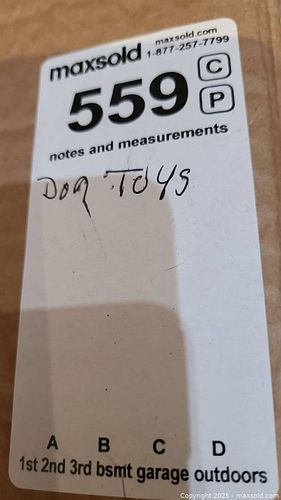 maxsold maxsold.com
1-877-257-7799
559 C
P
notes and measurements
Dog Toys
A B C D
1st 2nd 3rd bsmt garage outdoors
Copyright 2025 - maxsold.com